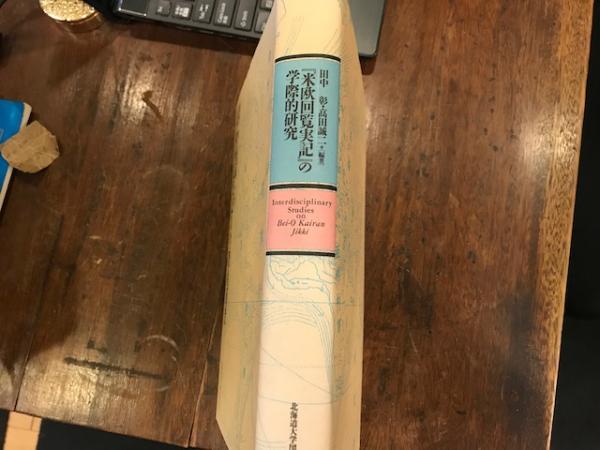 田中 彰・高田誠二＝編著
『米欧回覧実記』の
学際的研究
Interdisciplinary
Studies
on
Bei-O Kairan
Jikki
北海道大学図